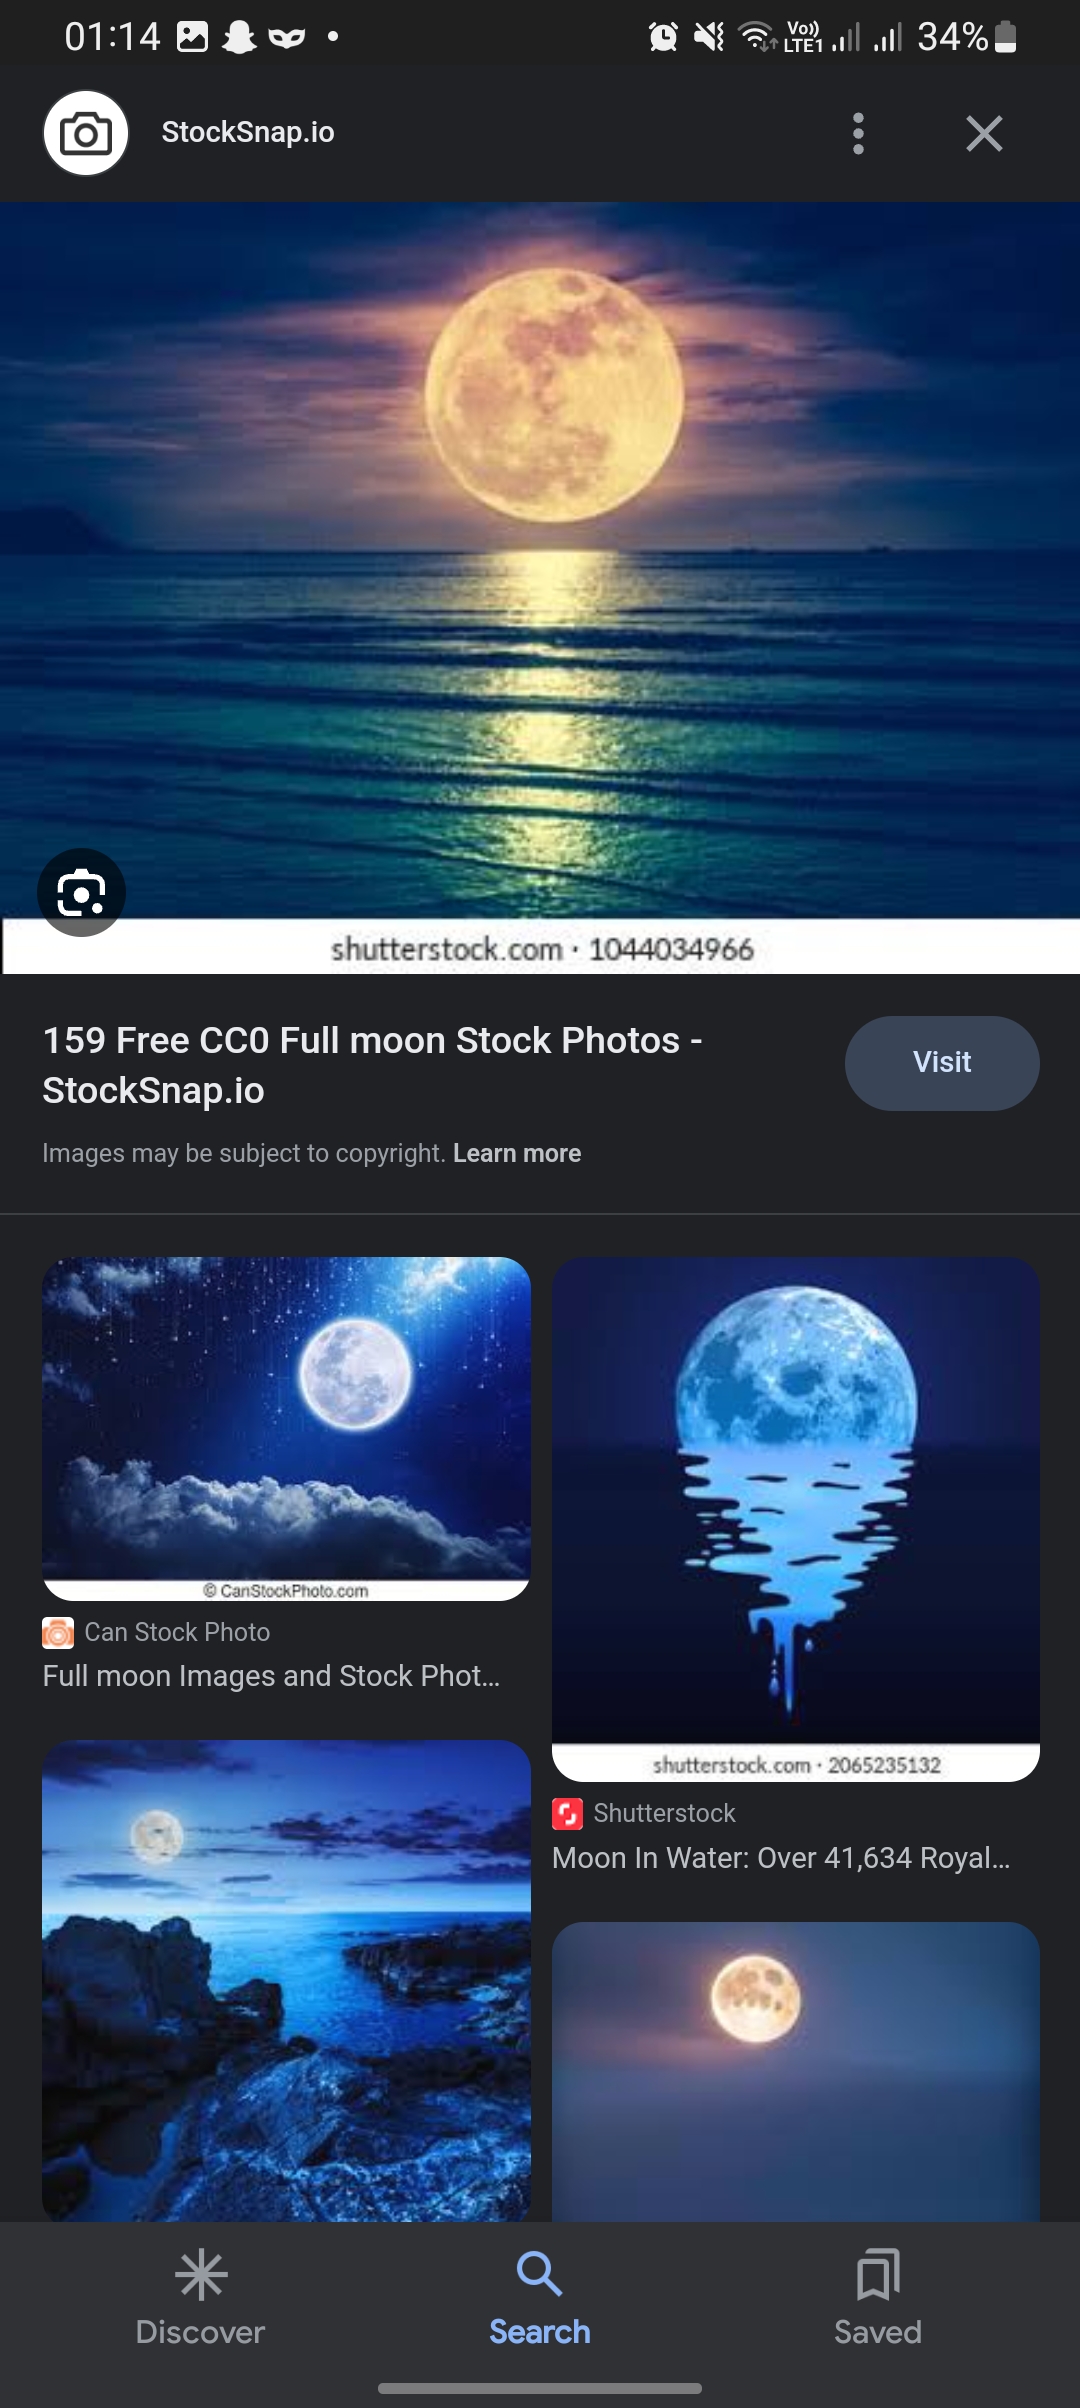 01:14
Vo))
LTE1
34%
StockSnap.io
shutterstock.com · 1044034966
159 Free CC0 Full moon Stock Photos -
StockSnap.io
Visit
Images may be subject to copyright. Learn more
© CanStockPhoto.com
Can Stock Photo
Full moon Images and Stock Phot...
shutterstock.com · 2065235132
Shutterstock
Moon In Water: Over 41,634 Royal...
Discover
Search
Saved